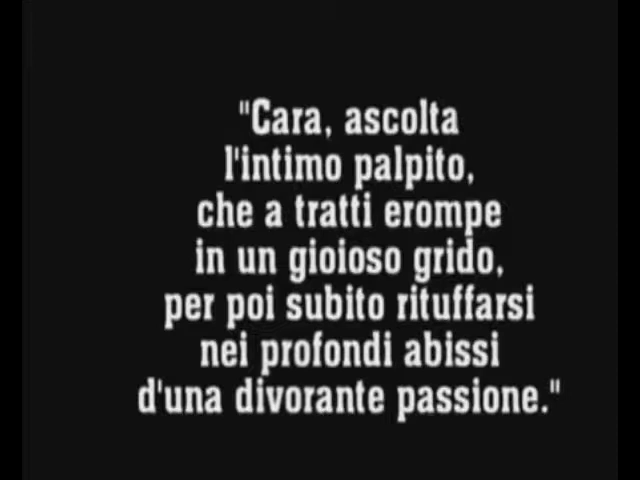 "Cara, ascolta
l'intimo palpito,
che a tratti erompe
in un gioioso grido,
per poi subito rituffarsi
nei profondi abissi
d'una divorante passione."